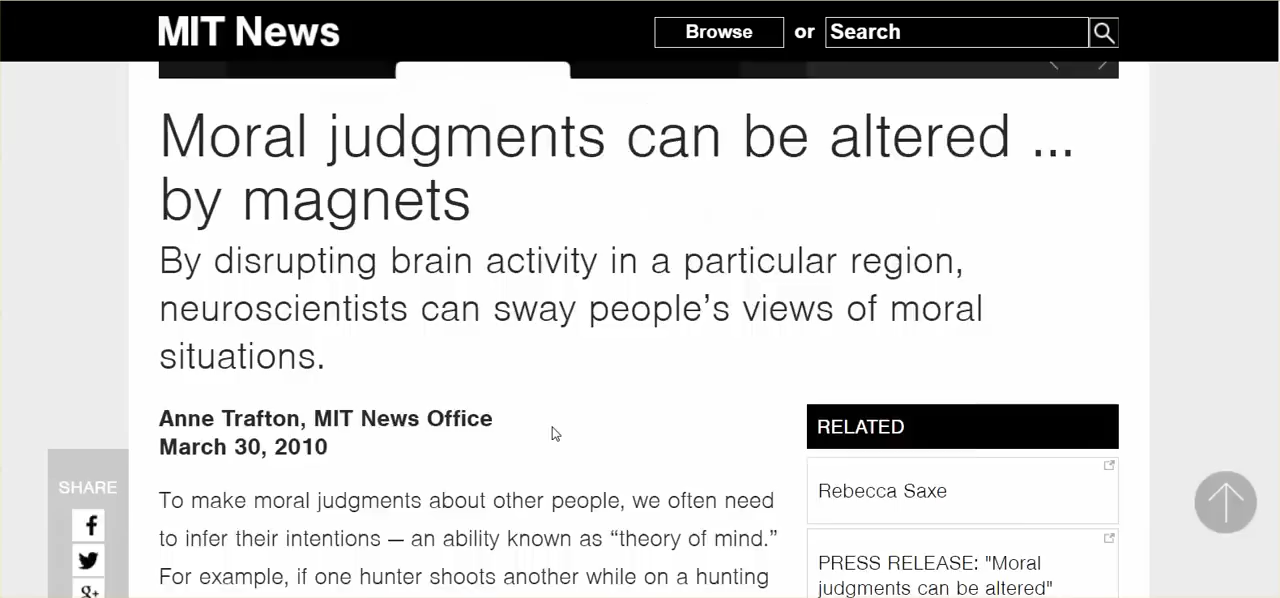 MIT News
Browse or Search
Moral judgments can be altered ...
by magnets
By disrupting brain activity in a particular region,
neuroscientists can sway people’s views of moral
situations.
Anne Trafton, MIT News Office
March 30, 2010
RELATED
SHARE
Rebecca Saxe
To make moral judgments about other people, we often need
to infer their intentions — an ability known as “theory of mind.”
For example, if one hunter shoots another while on a hunting
PRESS RELEASE: "Moral
judgments can be altered"
f
g+